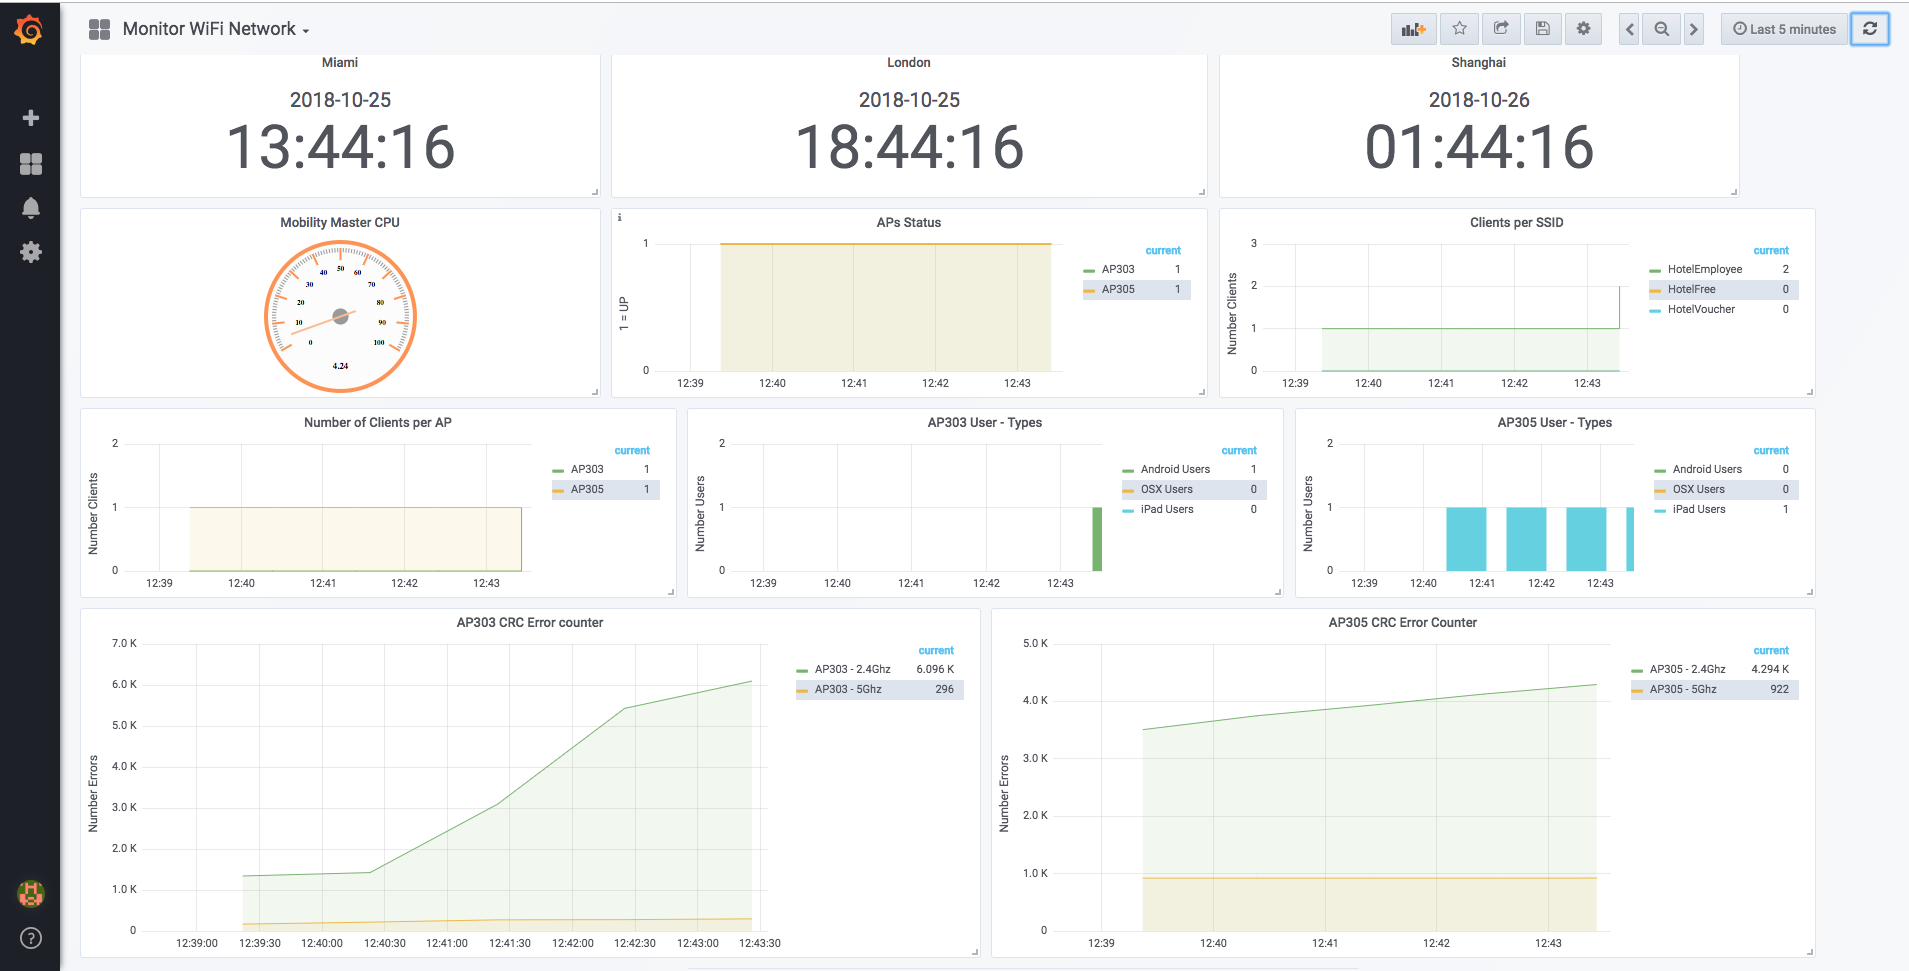 Monitor WiFi Network
Last 5 minutes
Miami
2018-10-25
13:44:16
London
2018-10-25
18:44:16
Shanghai
2018-10-26
01:44:16
Mobility Master CPU
0 10 20 30 40 50 60 70 80 90 100
4.24
i
APs Status
1 = UP
1
0
12:39 12:40 12:41 12:42 12:43
current
AP303 1
AP305 1
Clients per SSID
Number Clients
3
2
1
0
12:39 12:40 12:41 12:42 12:43
current
HotelEmployee 2
HotelFree 0
HotelVoucher 0
Number of Clients per AP
Number Clients
2
1
0
12:39 12:40 12:41 12:42 12:43
current
AP303 1
AP305 1
AP303 User - Types
Number Users
2
1
0
12:39 12:40 12:41 12:42 12:43
current
Android Users 1
OSX Users 0
iPad Users 0
AP305 User - Types
Number Users
2
1
0
12:39 12:40 12:41 12:42 12:43
current
Android Users 0
OSX Users 0
iPad Users 1
AP303 CRC Error counter
Number Errors
7.0 K
6.0 K
5.0 K
4.0 K
3.0 K
2.0 K
1.0 K
0
12:39:00 12:39:30 12:40:00 12:40:30 12:41:00 12:41:30 12:42:00 12:42:30 12:43:00 12:43:30
current
AP303 - 2.4Ghz 6.096 K
AP303 - 5Ghz 296
AP305 CRC Error Counter
Number Errors
5.0 K
4.0 K
3.0 K
2.0 K
1.0 K
0
12:39 12:40 12:41 12:42 12:43
current
AP305 - 2.4Ghz 4.294 K
AP305 - 5Ghz 922
?